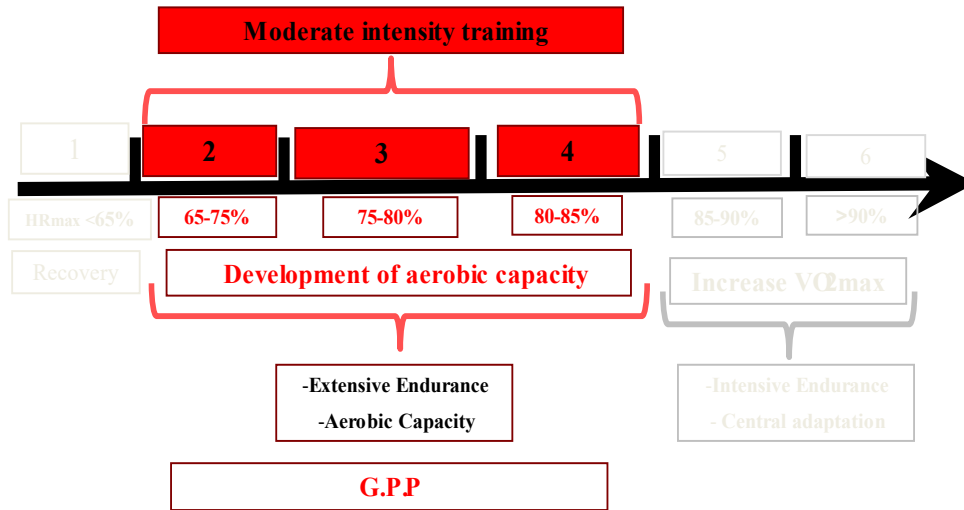 Moderate intensity training
1 2 3 4 5 6
HRmax <65% 65-75% 75-80% 80-85% 85-90% >90%
Recovery Development of aerobic capacity Increase VO2max
-Extensive Endurance
-Aerobic Capacity
-Intensive Endurance
- Central adaptation
G.P.P